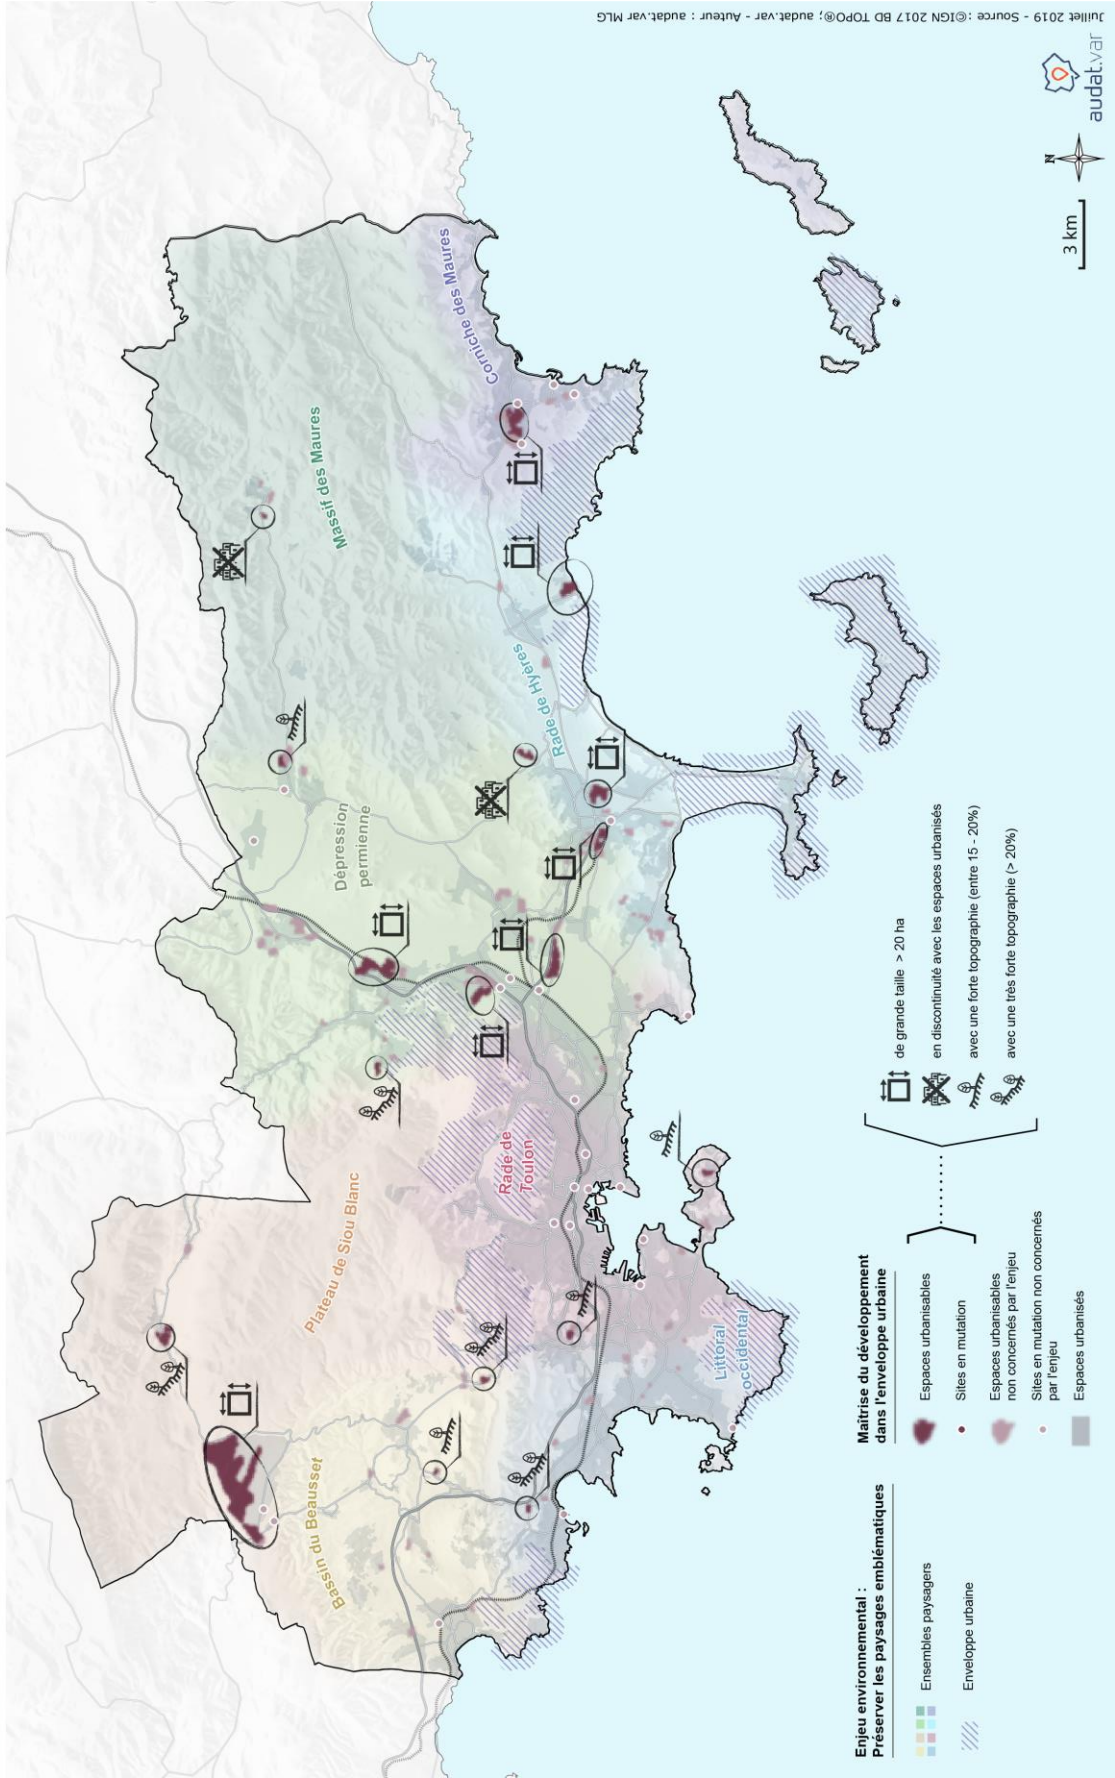 Massif des Maures
Corniche des Maures
Dépression
permienne
Rade de Hyères
Plateau de Siou Blanc
Rade de
Toulon
Bassin du Beausset
Littoral
occidental
Enjeu environnemental :
Préserver les paysages emblématiques
Ensembles paysagers
Enveloppe urbaine
Maîtrise du développement
dans l'enveloppe urbaine
Espaces urbanisables
Sites en mutation
Espaces urbanisables
non concernés par l'enjeu
Sites en mutation non concernés
par l'enjeu
Espaces urbanisés
de grande taille > 20 ha
en discontinuité avec les espaces urbanisés
avec une forte topographie (entre 15 - 20%)
avec une très forte topographie (> 20%)
3 km
N
audat.var
Juillet 2019 - Source :©IGN 2017 BD TOPO®; audat.var - Auteur : audat.var MLG